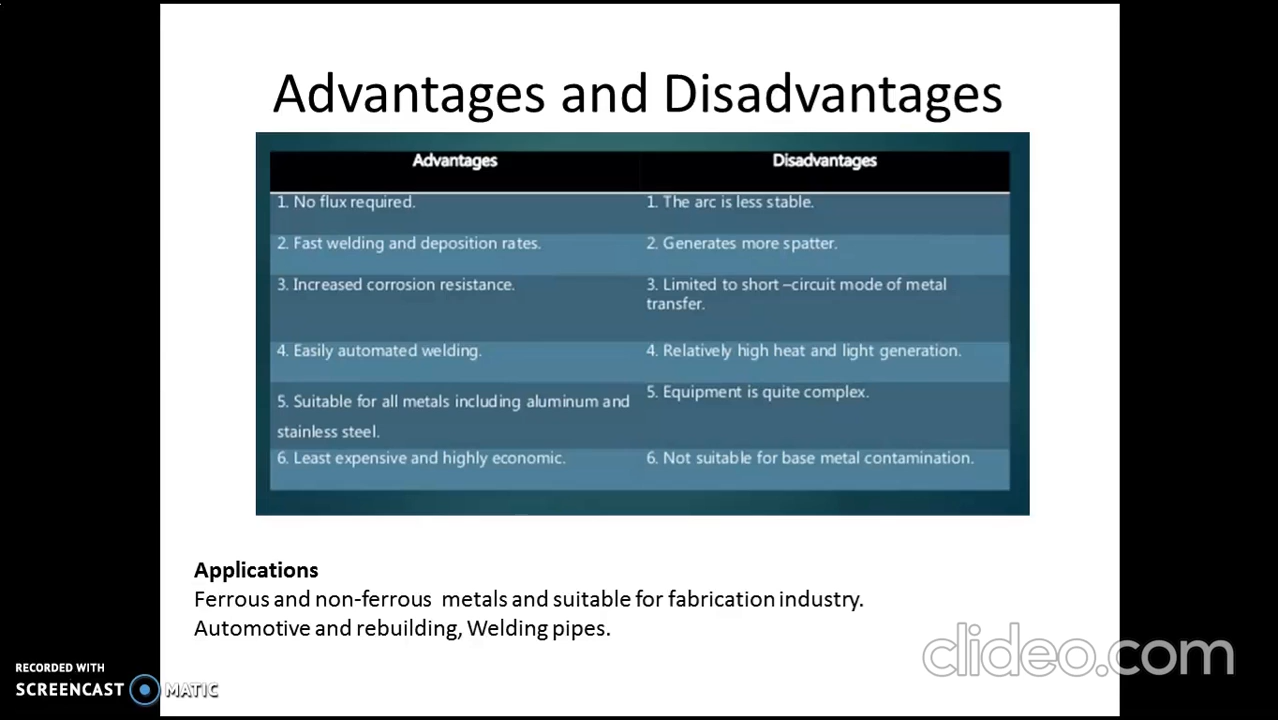 Advantages and Disadvantages
Advantages
Disadvantages
1. No flux required.
1. The arc is less stable.
2. Fast welding and deposition rates.
2. Generates more spatter.
3. Increased corrosion resistance.
3. Limited to short –circuit mode of metal
transfer.
4. Easily automated welding.
4. Relatively high heat and light generation.
5. Suitable for all metals including aluminum and
stainless steel.
5. Equipment is quite complex.
6. Least expensive and highly economic.
6. Not suitable for base metal contamination.
Applications
Ferrous and non-ferrous metals and suitable for fabrication industry.
Automotive and rebuilding, Welding pipes.
clideo.com
RECORDED WITH
SCREENCAST MATIC